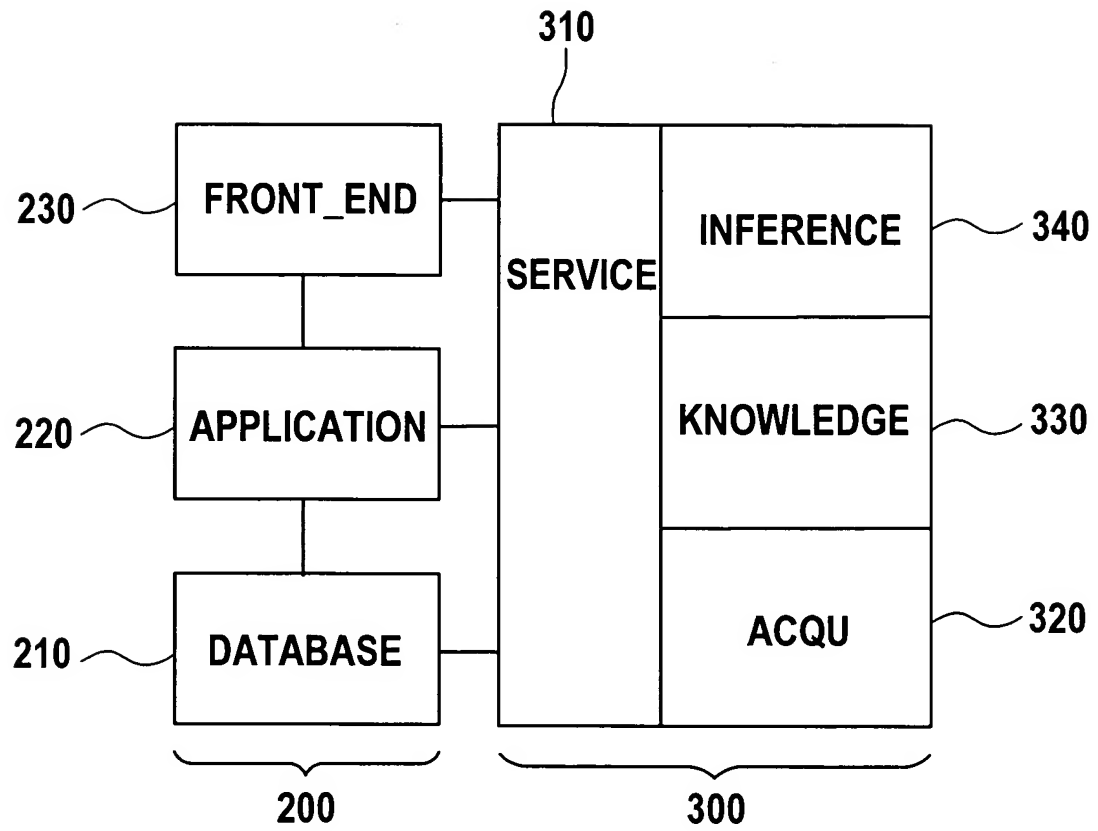 310
230
FRONT_END
SERVICE
INFERENCE
340
220
APPLICATION
KNOWLEDGE
330
210
DATABASE
ACQU
320
200
300